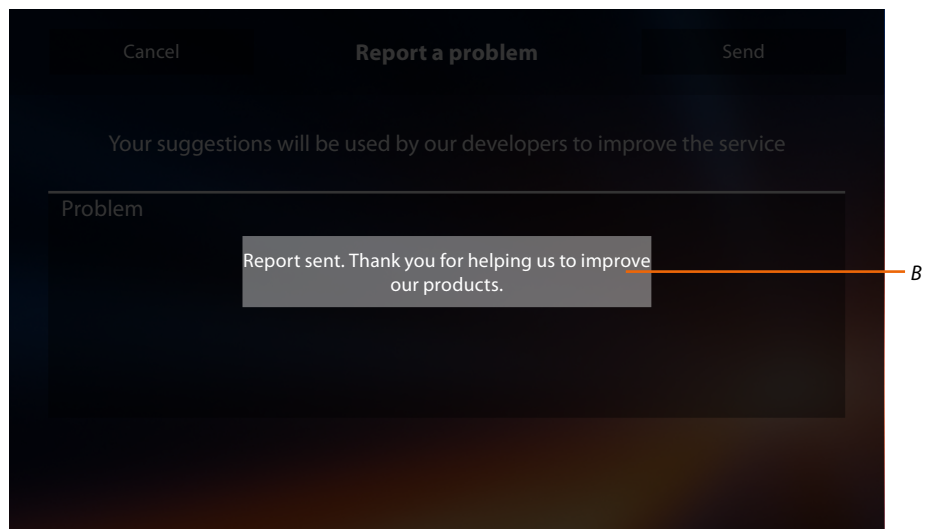 Cancel Report a problem Send
Your suggestions will be used by our developers to improve the service
Problem
Report sent. Thank you for helping us to improve
our products.
B